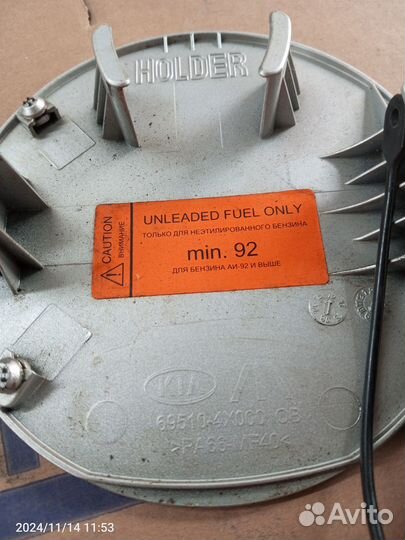 HOLDER
CAUTION
ВНИМАНИЕ
UNLEADED FUEL ONLY
ТОЛЬКО ДЛЯ НЕЭТИЛИРОВАННОГО БЕНЗИНА
min. 92
ДЛЯ БЕНЗИНА АИ-92 И ВЫШЕ
KIA
69510-4X000 OB
>PA66-MF40<
2024/11/14 11:53
Avito